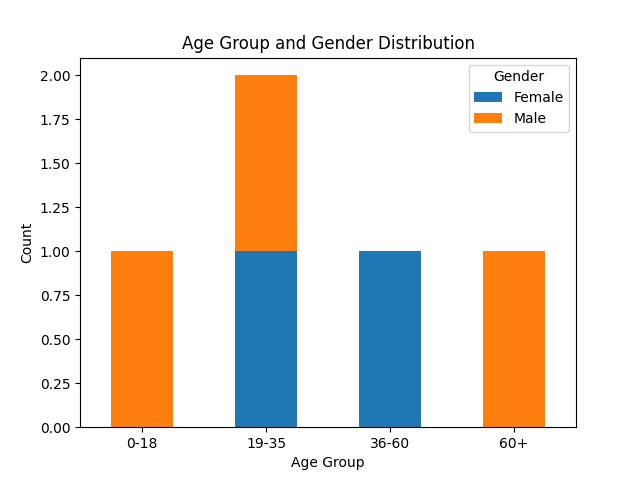 Age Group and Gender Distribution
Gender
Female
Male
2.00
1.75
1.50
1.25
1.00
0.75
0.50
0.25
0.00
Count
0-18 19-35 36-60 60+
Age Group